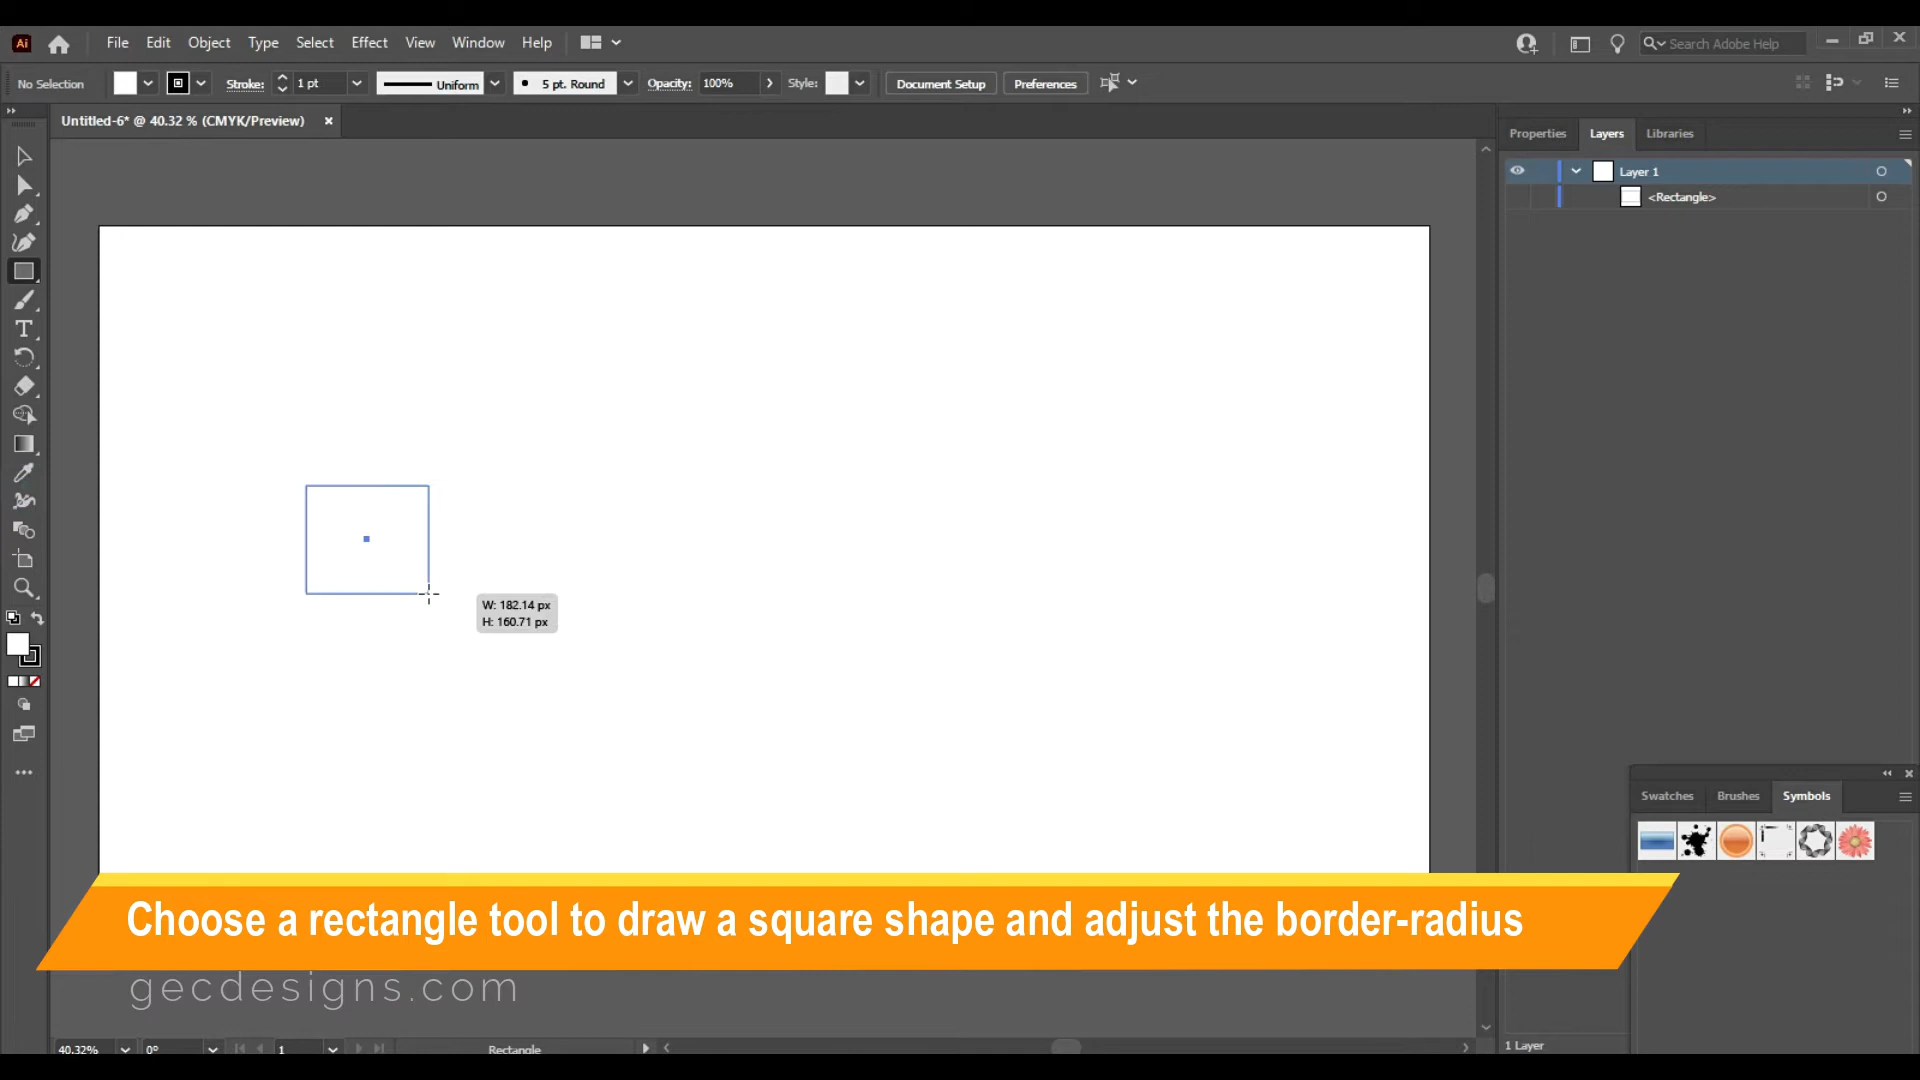 Ai File Edit Object Type Select Effect View Window Help Search Adobe Help
No Selection Stroke: 1 pt Uniform 5 pt. Round Opacity: 100% Style: Document Setup Preferences
Untitled-6* @ 40.32 % (CMYK/Preview)
Properties Layers Libraries
Layer 1
<Rectangle>
W: 182.14 px
H: 160.71 px
Swatches Brushes Symbols
Choose a rectangle tool to draw a square shape and adjust the border-radius
gecdesigns.com
40.32% 0° 1 Rectangle 1 Layer